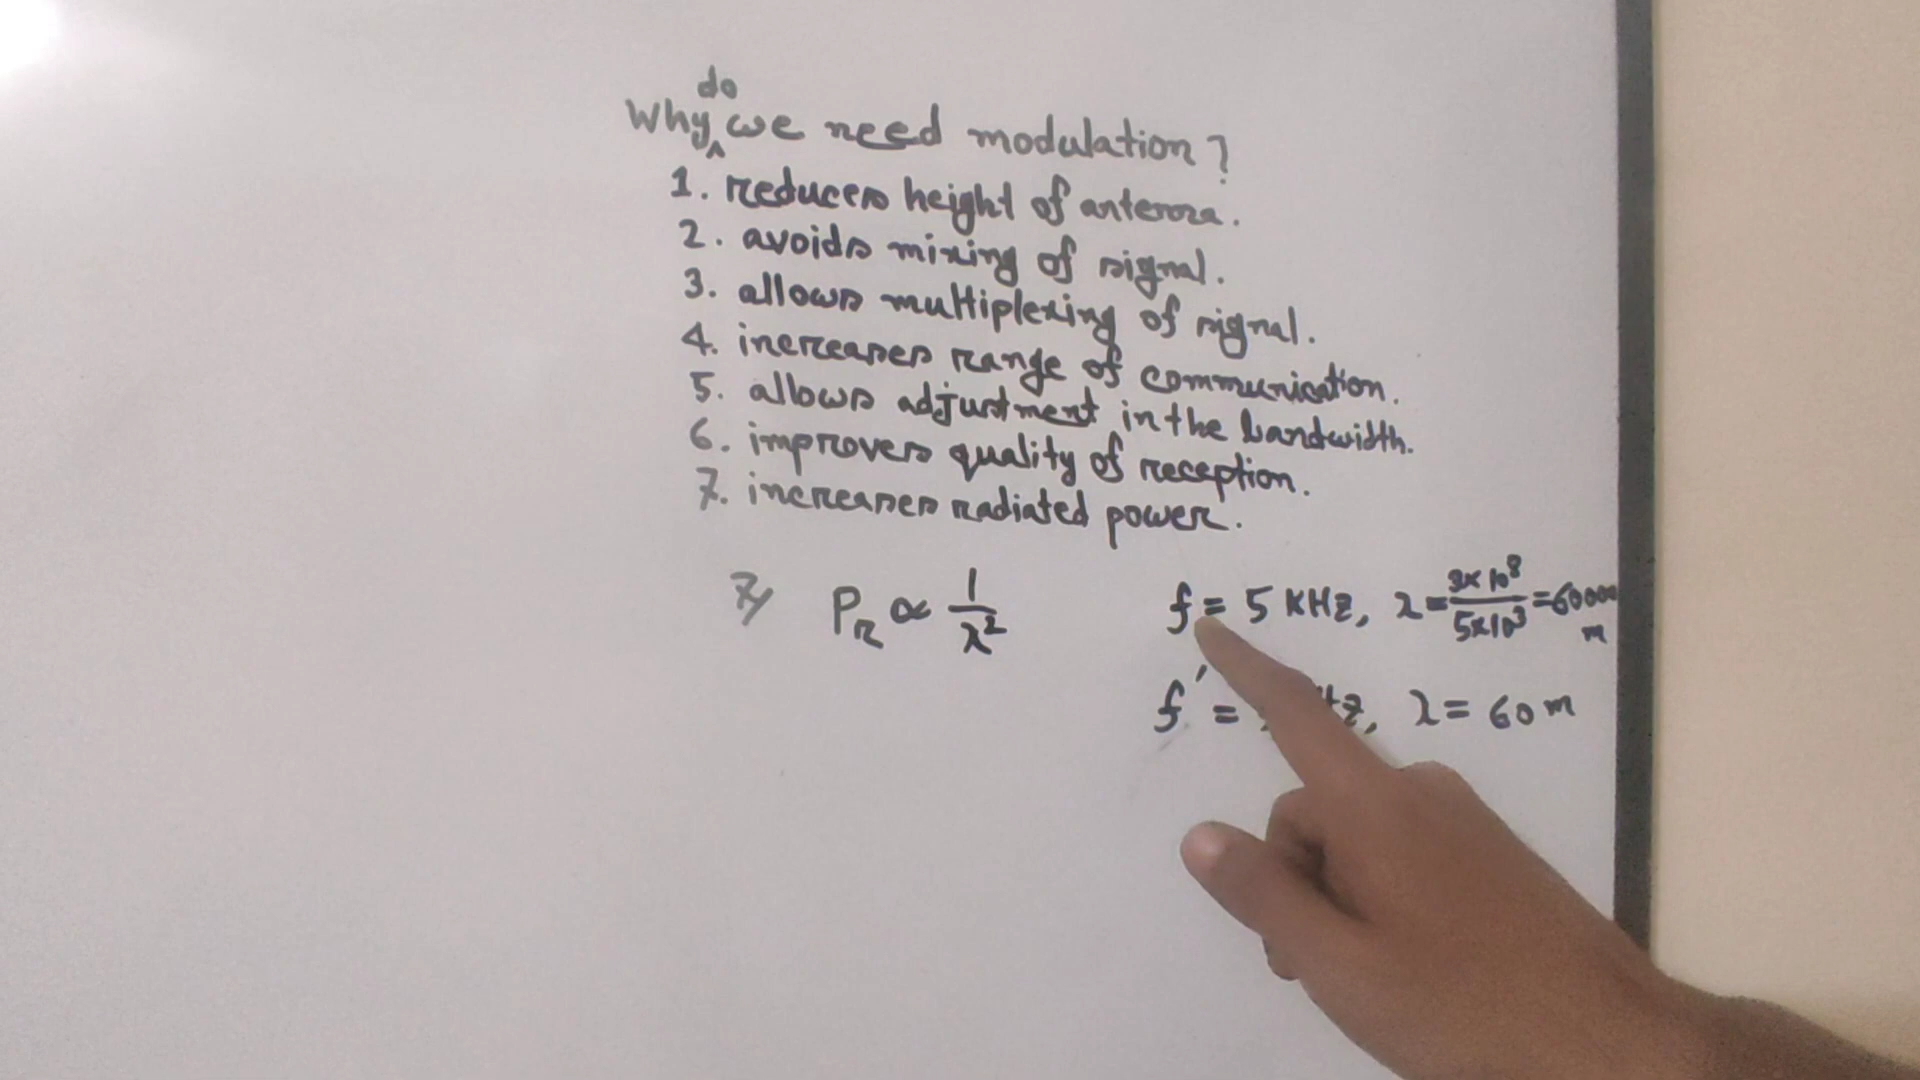 Why do we need modulation?
1. reduces height of antenna.
2. avoids mixing of signal.
3. allows multiplexing of signal.
4. increases range of communication.
5. allows adjustment in the bandwidth.
6. improves quality of reception.
7. increases radiated power.
7) P_R ∝ 1/λ²
f = 5 KHz, λ = 3×10⁸/5×10³ = 60000 m
f' = Hz, λ = 60 m